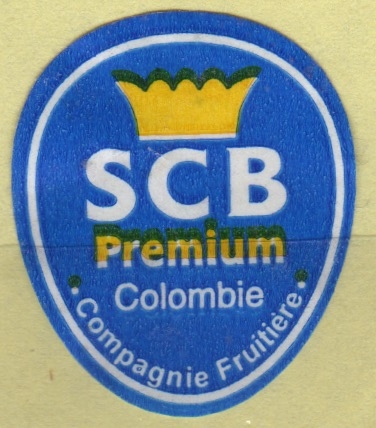 SCB
Premium
Colombie
Compagnie Fruitière